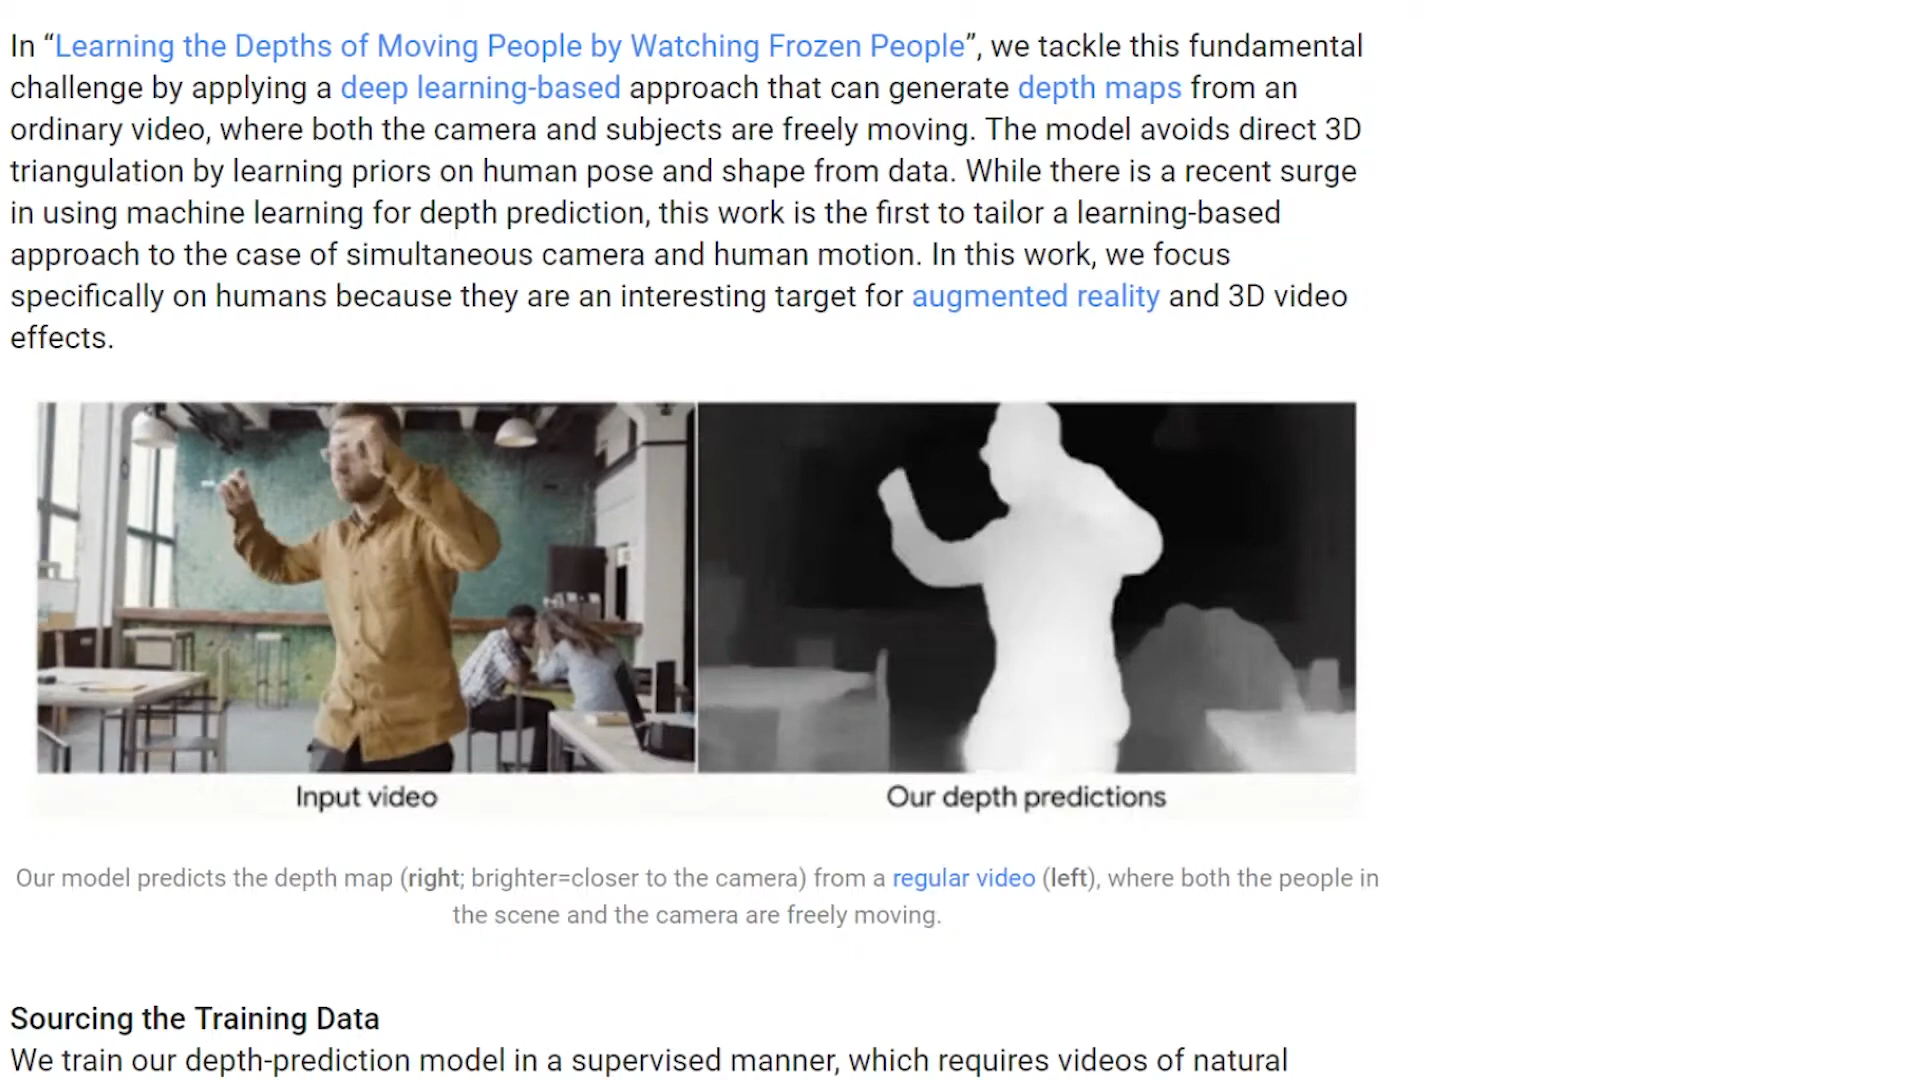 In “Learning the Depths of Moving People by Watching Frozen People”, we tackle this fundamental
challenge by applying a deep learning-based approach that can generate depth maps from an
ordinary video, where both the camera and subjects are freely moving. The model avoids direct 3D
triangulation by learning priors on human pose and shape from data. While there is a recent surge
in using machine learning for depth prediction, this work is the first to tailor a learning-based
approach to the case of simultaneous camera and human motion. In this work, we focus
specifically on humans because they are an interesting target for augmented reality and 3D video
effects.
Input video
Our depth predictions
Our model predicts the depth map (right; brighter=closer to the camera) from a regular video (left), where both the people in
the scene and the camera are freely moving.
Sourcing the Training Data
We train our depth-prediction model in a supervised manner, which requires videos of natural